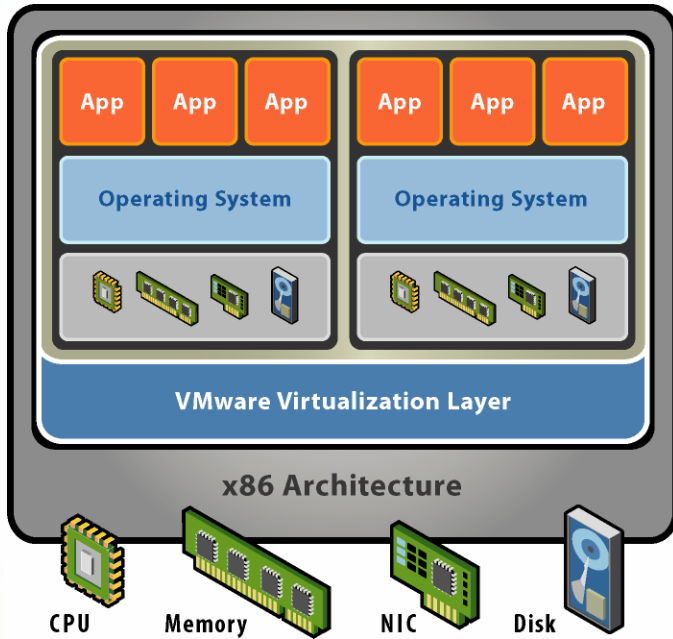 App App App App App App
Operating System Operating System
VMware Virtualization Layer
x86 Architecture
CPU Memory NIC Disk